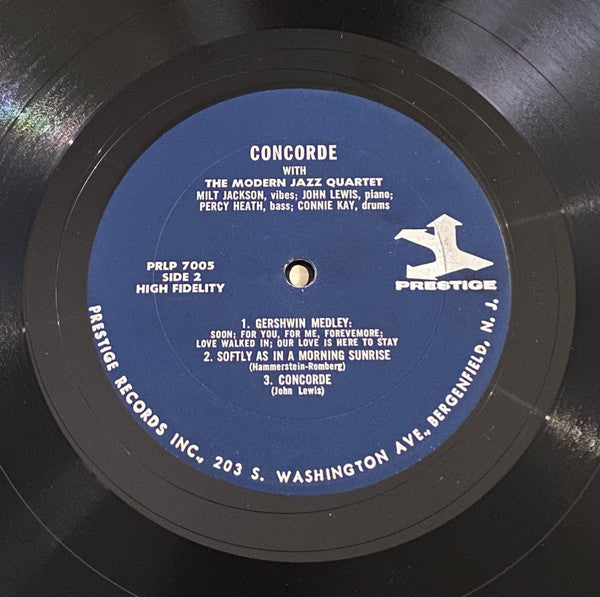 CONCORDE
WITH
THE MODERN JAZZ QUARTET
MILT JACKSON, vibes; JOHN LEWIS, piano;
PERCY HEATH, bass; CONNIE KAY, drums
PRLP 7005
SIDE 2
HIGH FIDELITY
PRESTIGE
1. GERSHWIN MEDLEY:
SOON; FOR YOU, FOR ME, FOREVEMORE;
LOVE WALKED IN; OUR LOVE IS HERE TO STAY
2. SOFTLY AS IN A MORNING SUNRISE
(Hammerstein-Romberg)
3. CONCORDE
(John Lewis)
PRESTIGE RECORDS INC., 203 S. WASHINGTON AVE., BERGENFIELD, N. J.